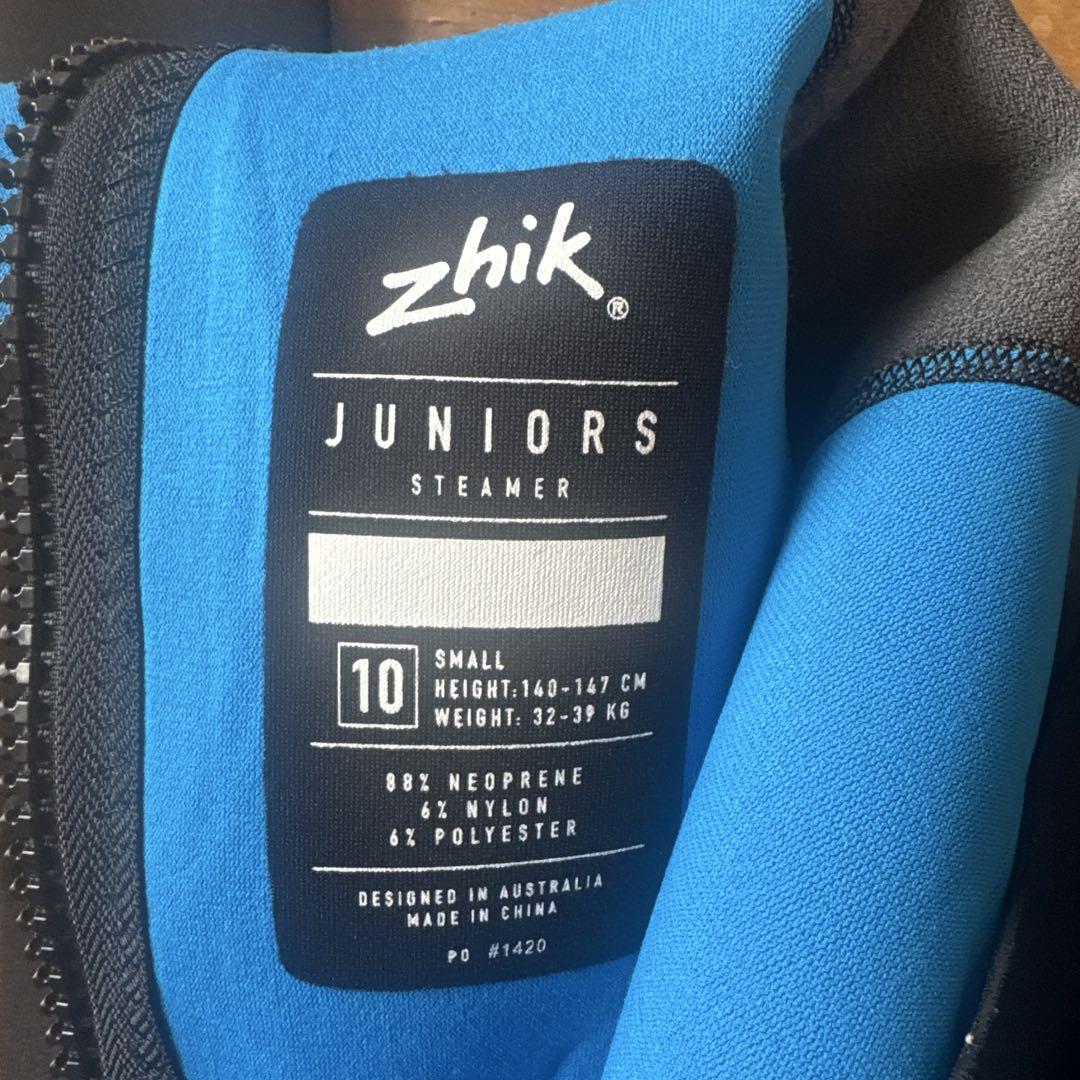 zhik®
JUNIORS
STEAMER
10
SMALL
HEIGHT:140-147 CM
WEIGHT: 32-39 KG
88% NEOPRENE
6% NYLON
6% POLYESTER
DESIGNED IN AUSTRALIA
MADE IN CHINA
PO #1420